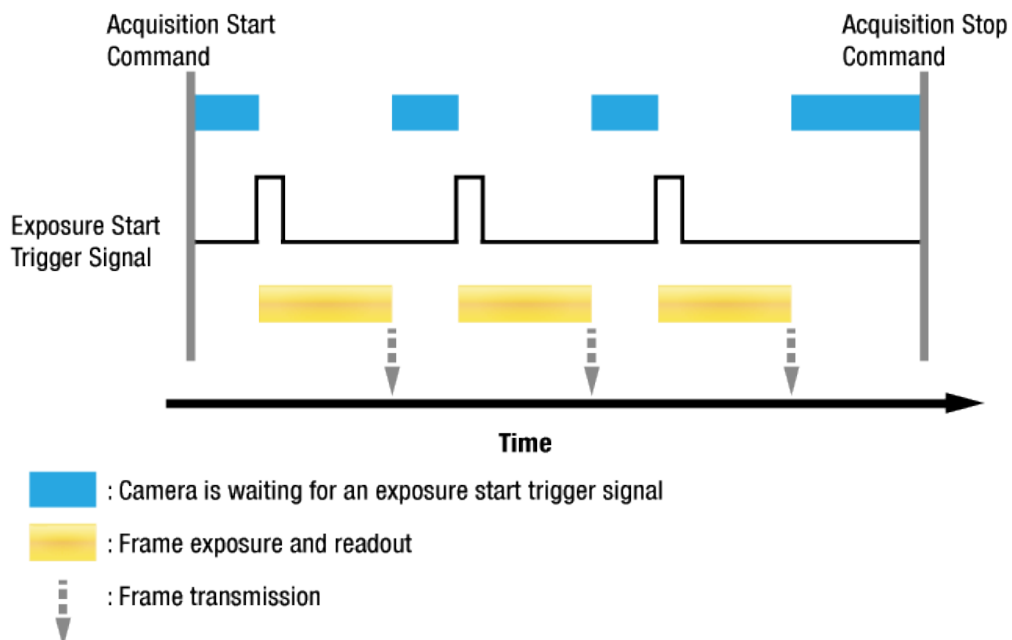 Acquisition Start
Command
Acquisition Stop
Command
Exposure Start
Trigger Signal
Time
: Camera is waiting for an exposure start trigger signal
: Frame exposure and readout
: Frame transmission